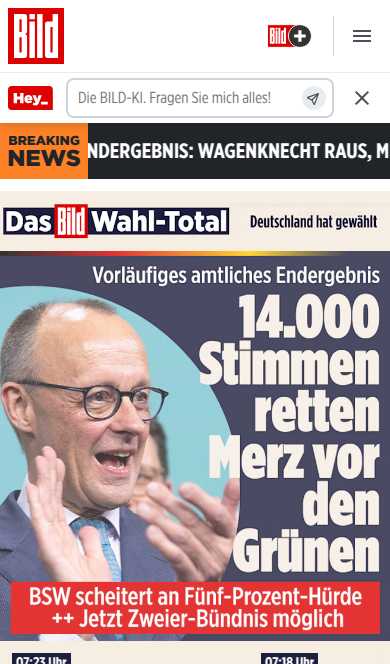 Bild
Bild
Hey_
Die BILD-KI. Fragen Sie mich alles!
BREAKING
NEWS
NDERGEBNIS: WAGENKNECHT RAUS, M
Das Bild Wahl-Total
Deutschland hat gewählt
Vorläufiges amtliches Endergebnis
14.000
Stimmen
retten
Merz vor
den
Grünen
BSW scheitert an Fünf-Prozent-Hürde
++ Jetzt Zweier-Bündnis möglich
07:23 Uhr
07:18 Uhr